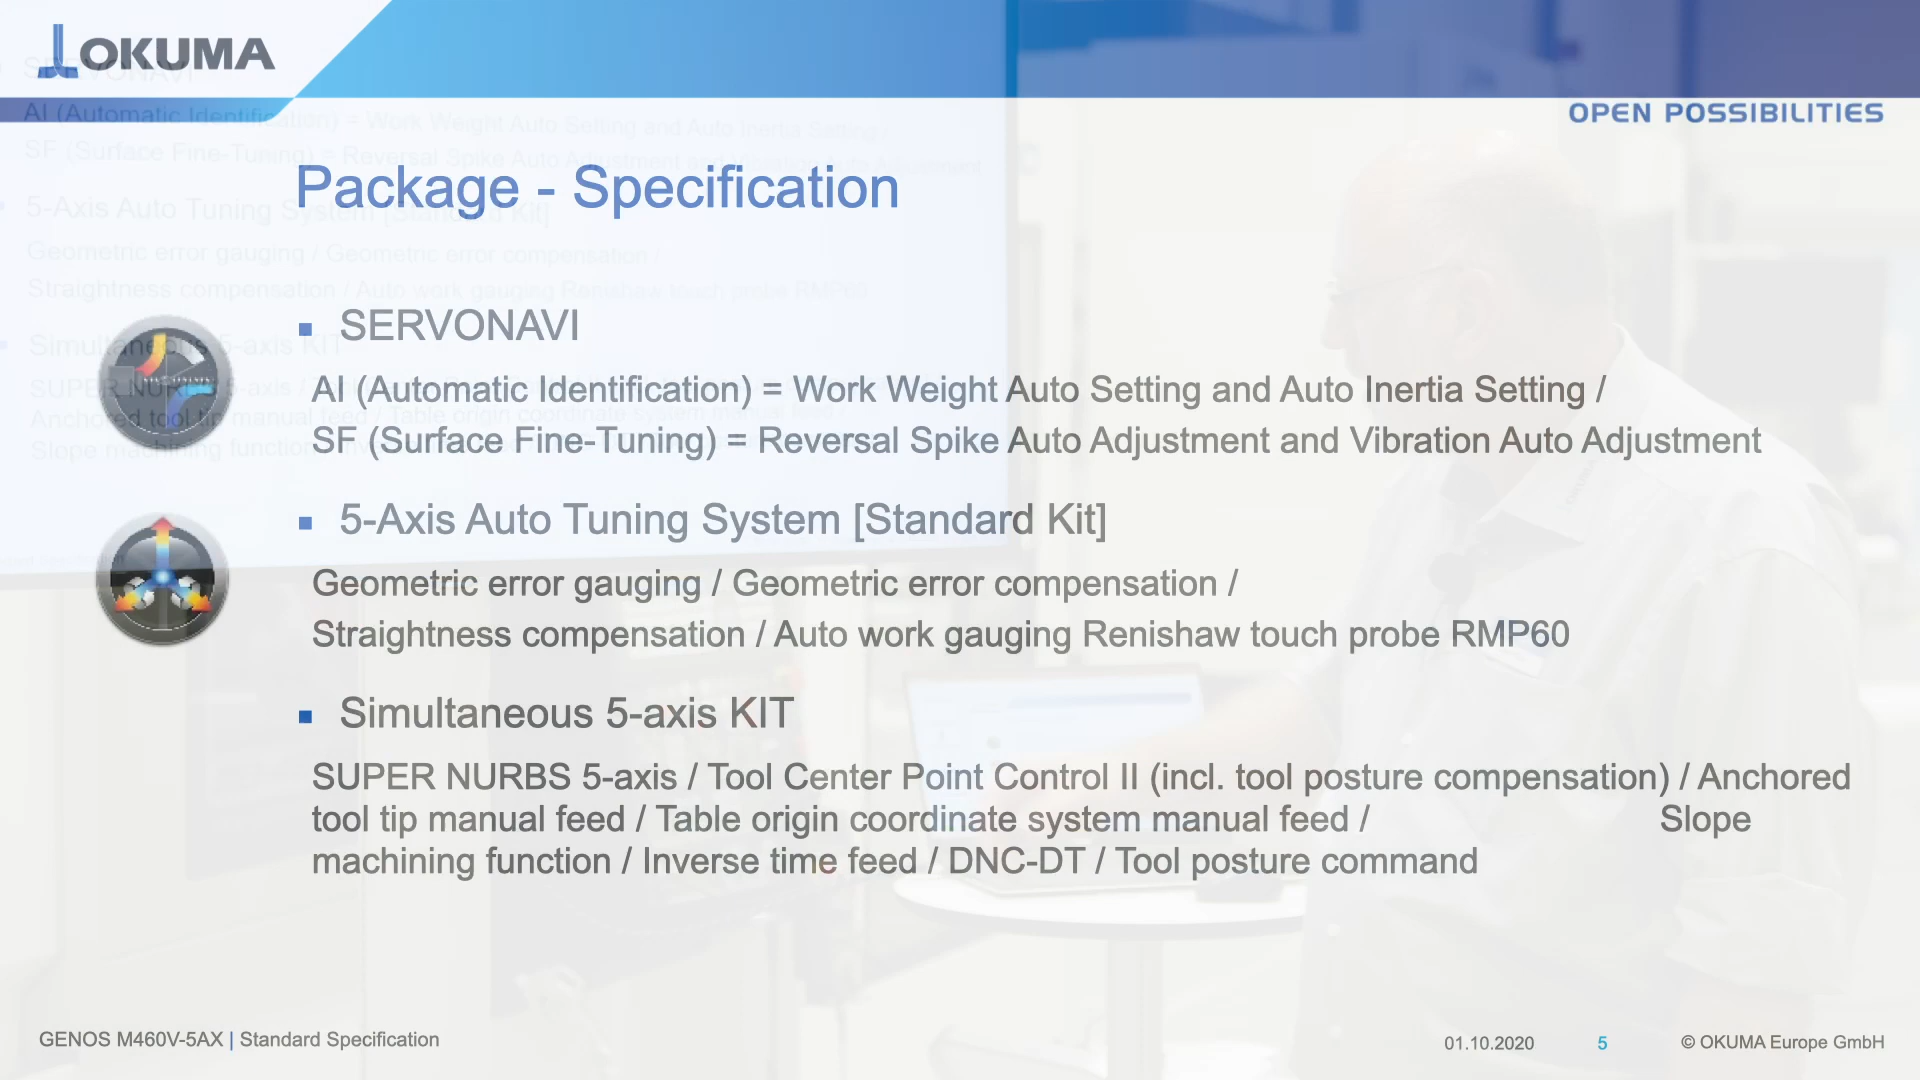 OKUMA
OPEN POSSIBILITIES
Package - Specification
▪ SERVONAVI
AI (Automatic Identification) = Work Weight Auto Setting and Auto Inertia Setting /
SF (Surface Fine-Tuning) = Reversal Spike Auto Adjustment and Vibration Auto Adjustment
▪ 5-Axis Auto Tuning System [Standard Kit]
Geometric error gauging / Geometric error compensation /
Straightness compensation / Auto work gauging Renishaw touch probe RMP60
▪ Simultaneous 5-axis KIT
SUPER NURBS 5-axis / Tool Center Point Control II (incl. tool posture compensation) / Anchored
tool tip manual feed / Table origin coordinate system manual feed / Slope
machining function / Inverse time feed / DNC-DT / Tool posture command
GENOS M460V-5AX | Standard Specification
01.10.2020 5 © OKUMA Europe GmbH